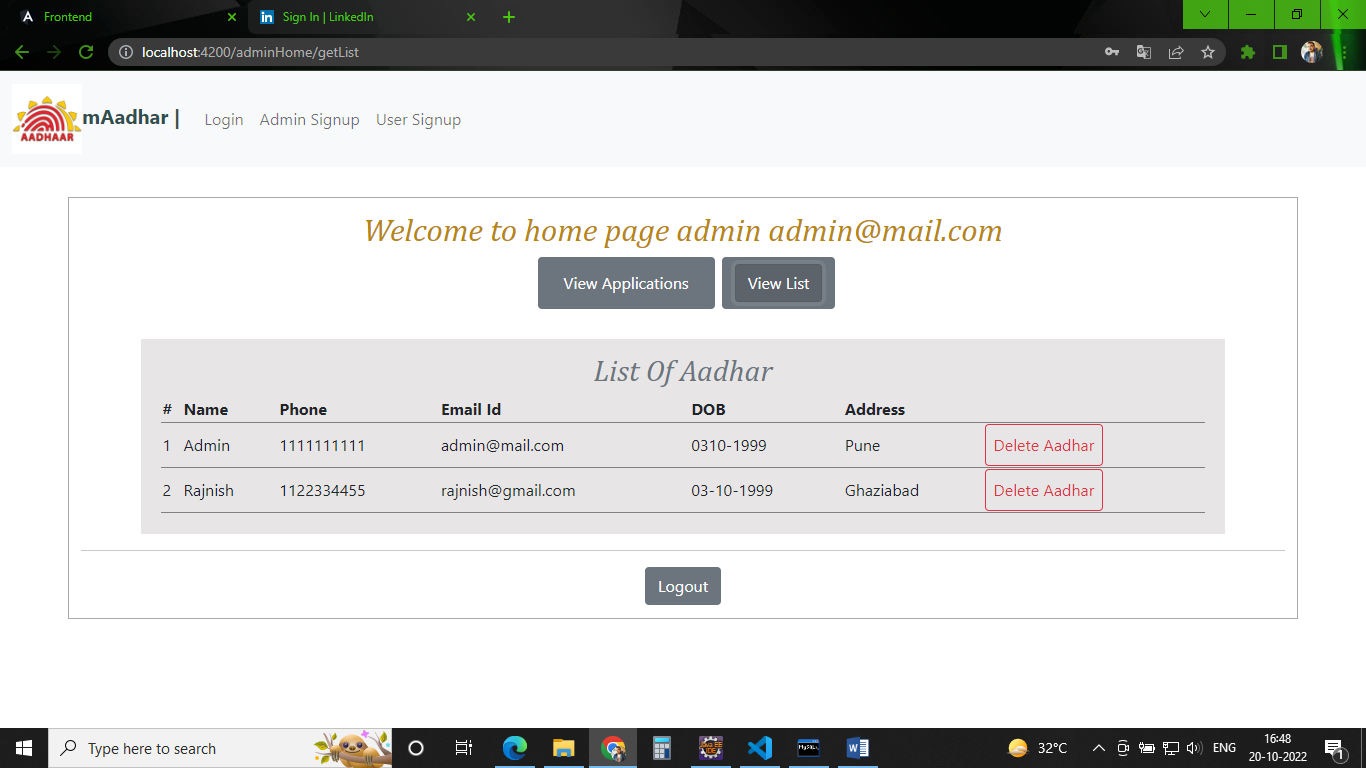 Frontend
Sign In | LinkedIn
localhost:4200/adminHome/getList
AADHAAR
mAadhar | Login Admin Signup User Signup
Welcome to home page admin admin@mail.com
View Applications View List
List Of Aadhar
# Name Phone Email Id DOB Address
1 Admin 1111111111 admin@mail.com 0310-1999 Pune Delete Aadhar
2 Rajnish 1122334455 rajnish@gmail.com 03-10-1999 Ghaziabad Delete Aadhar
Logout
Type here to search
32°C
ENG
16:48
20-10-2022
1